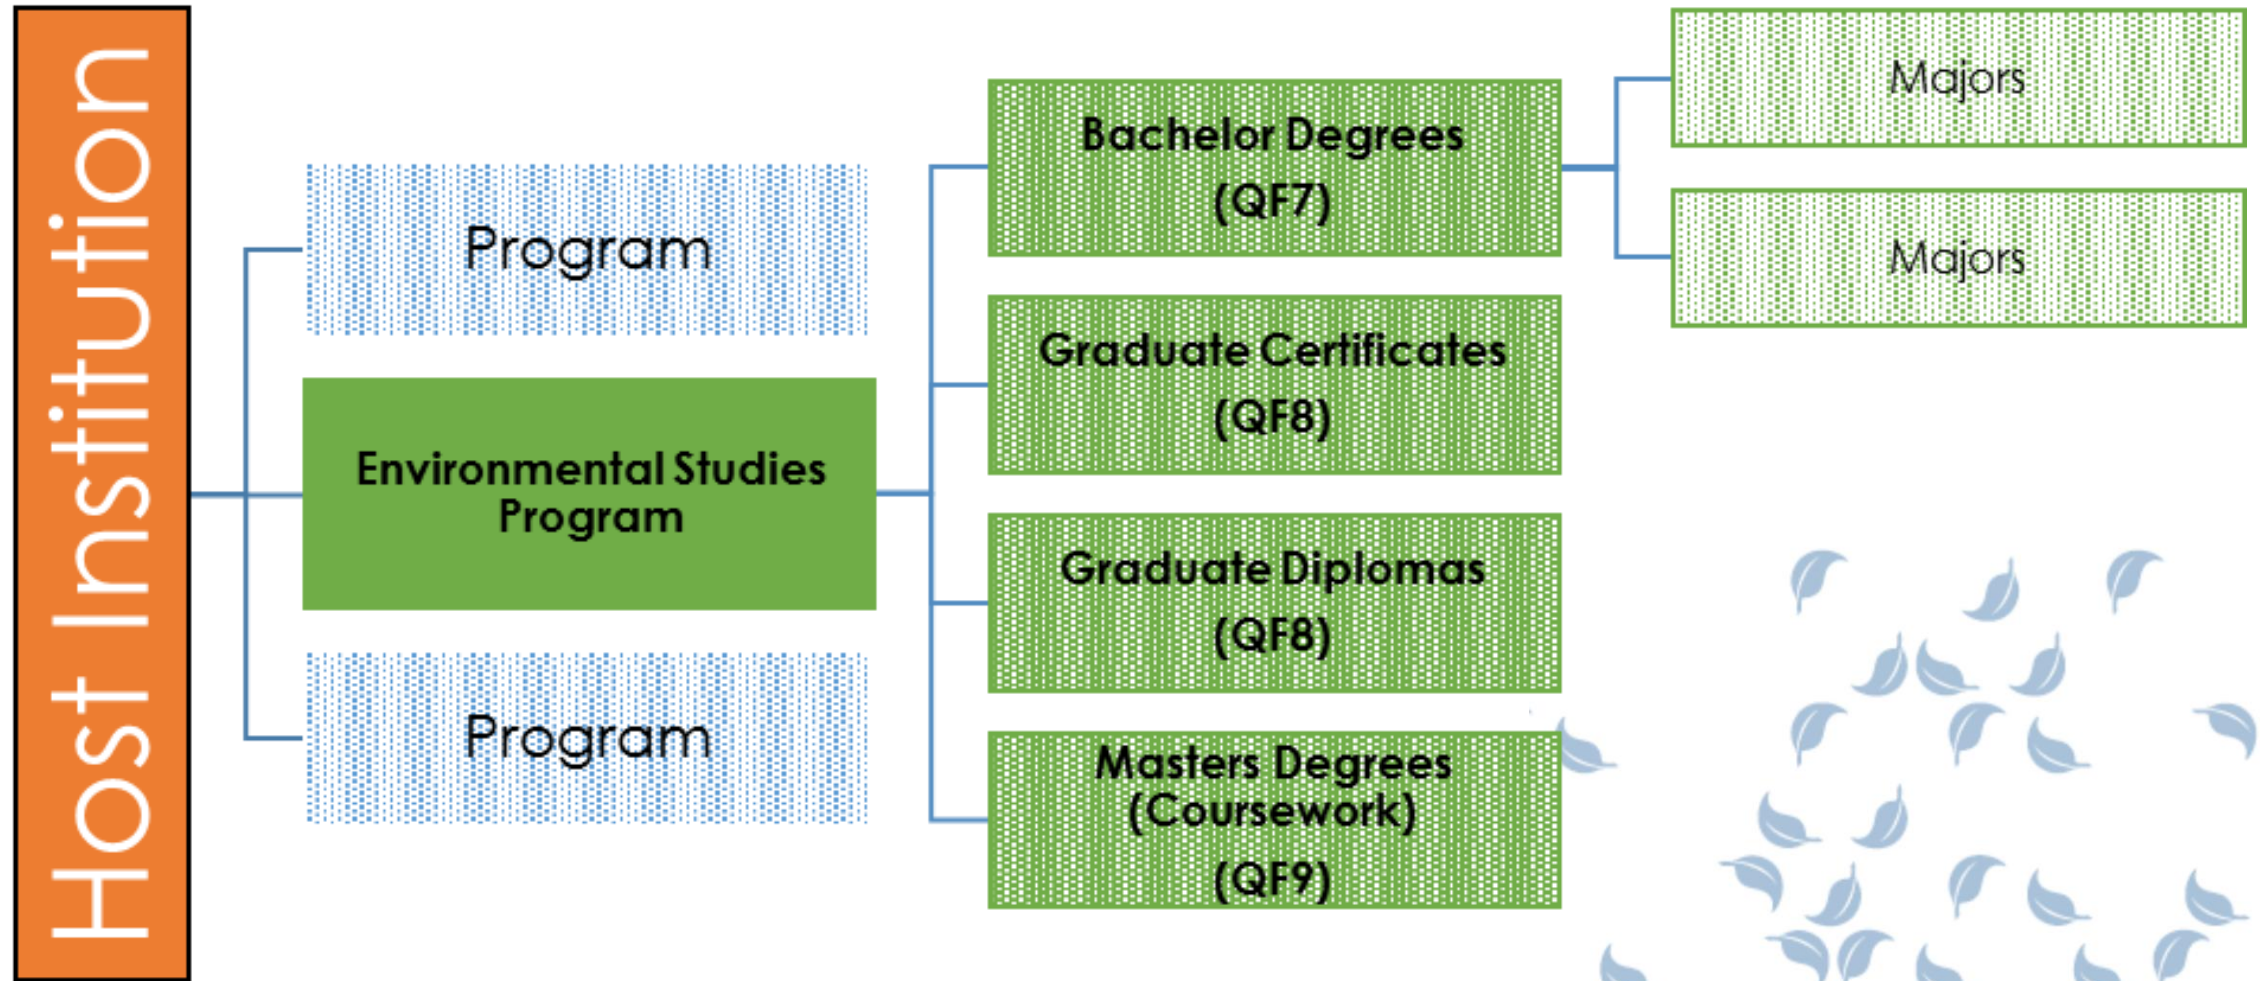 Host Institution
Program
Environmental Studies
Program
Program
Bachelor Degrees
(QF7)
Graduate Certificates
(QF8)
Graduate Diplomas
(QF8)
Masters Degrees
(Coursework)
(QF9)
Majors
Majors